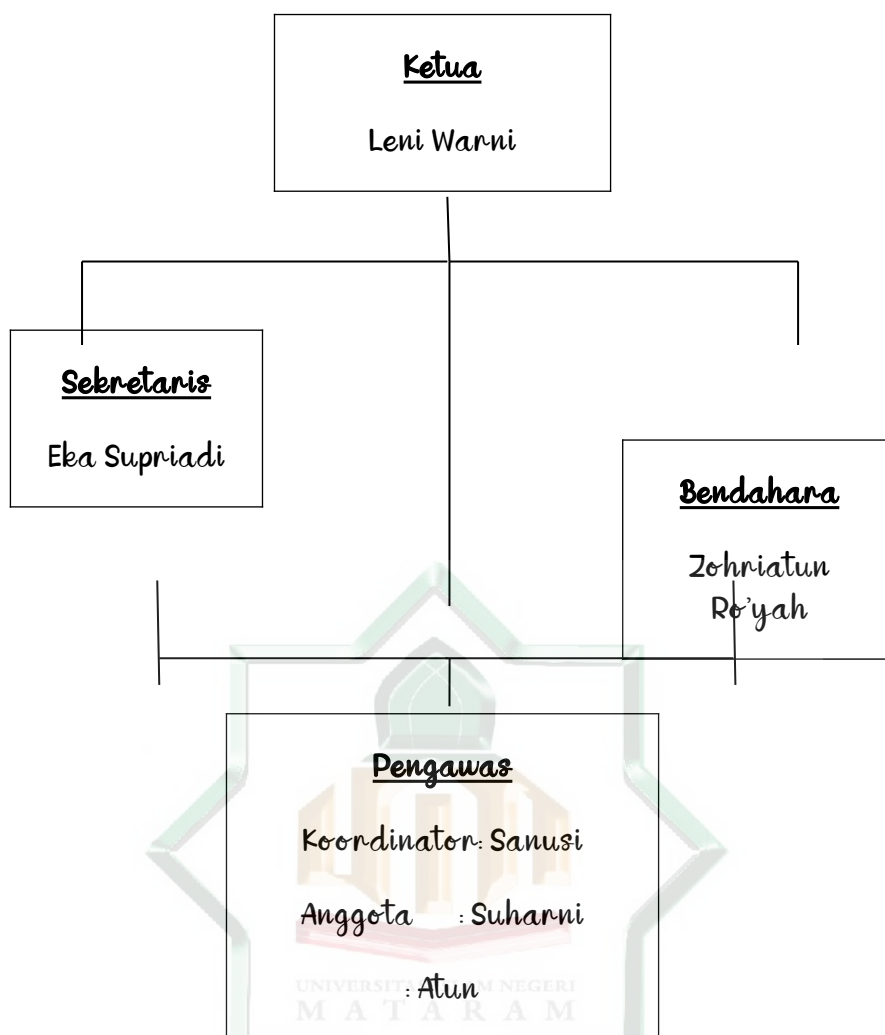 Ketua
Leni Warni
Sekretaris
Eka Supriadi
Bendahara
Zohriatun
Ro'yah
Pengawas
Koordinator: Sanusi
Anggota : Suharni
: Atun
UNIVERSITAS ISLAM NEGERI
MATARAM